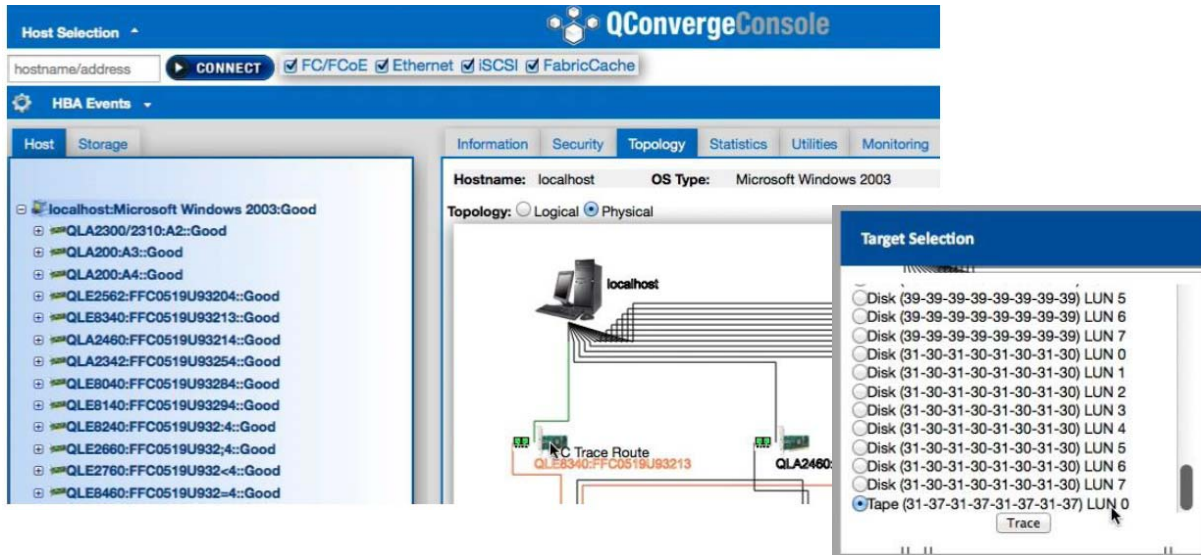 Host Selection
QConvergeConsole
hostname/address
CONNECT
FC/FCoE Ethernet iSCSI FabricCache
HBA Events
Host Storage
localhost:Microsoft Windows 2003:Good
QLA2300/2310:A2::Good
QLA200:A3::Good
QLA200:A4::Good
QLE2562:FFC0519U93204::Good
QLE8340:FFC0519U93213::Good
QLA2460:FFC0519U93214::Good
QLA2342:FFC0519U93254::Good
QLE8040:FFC0519U93284::Good
QLE8140:FFC0519U93294::Good
QLE8240:FFC0519U932:4::Good
QLE2660:FFC0519U932;4::Good
QLE2760:FFC0519U932<4::Good
QLE8460:FFC0519U932=4::Good
Information Security Topology Statistics Utilities Monitoring
Hostname: localhost OS Type: Microsoft Windows 2003
Topology: Logical Physical
localhost
C Trace Route
QLE8340:FFC0519U93213
QLA2460:
Target Selection
Disk (39-39-39-39-39-39-39-39) LUN 5
Disk (39-39-39-39-39-39-39-39) LUN 6
Disk (39-39-39-39-39-39-39-39) LUN 7
Disk (31-30-31-30-31-30-31-30) LUN 0
Disk (31-30-31-30-31-30-31-30) LUN 1
Disk (31-30-31-30-31-30-31-30) LUN 2
Disk (31-30-31-30-31-30-31-30) LUN 3
Disk (31-30-31-30-31-30-31-30) LUN 4
Disk (31-30-31-30-31-30-31-30) LUN 5
Disk (31-30-31-30-31-30-31-30) LUN 6
Disk (31-30-31-30-31-30-31-30) LUN 7
Tape (31-37-31-37-31-37-31-37) LUN 0
Trace